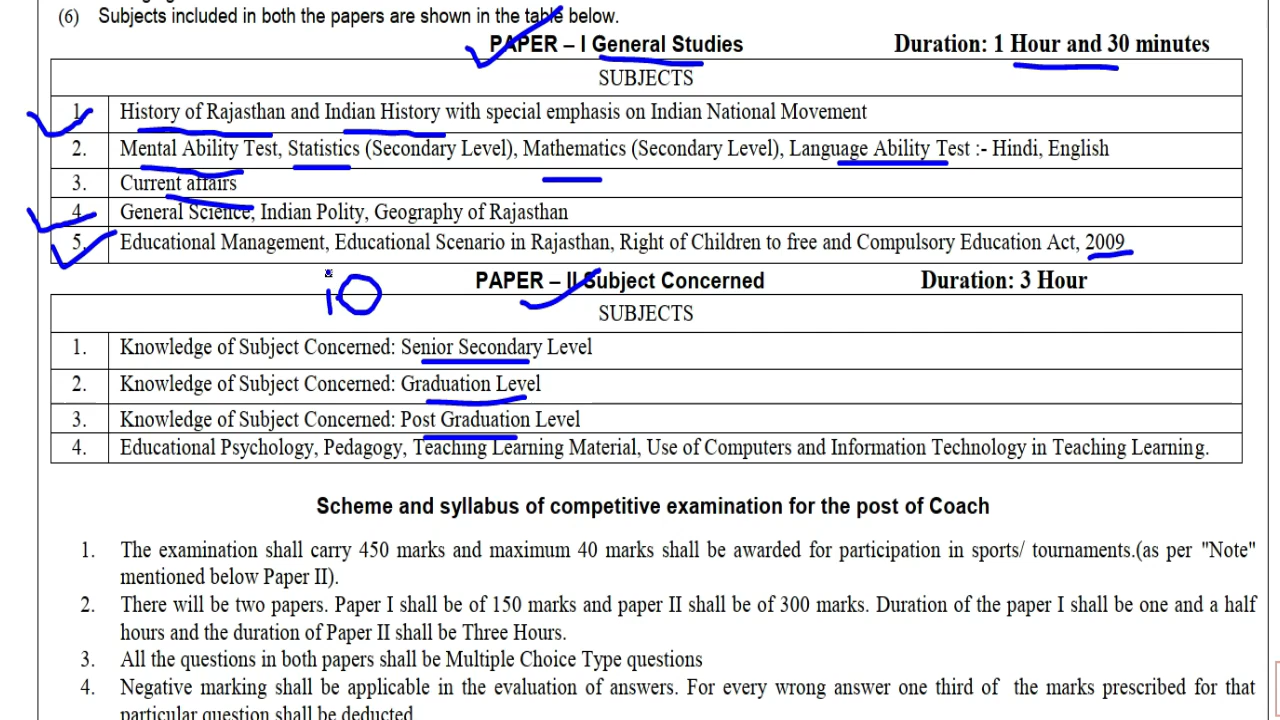 (6) Subjects included in both the papers are shown in the table below.
PAPER – I General Studies Duration: 1 Hour and 30 minutes
SUBJECTS
1. History of Rajasthan and Indian History with special emphasis on Indian National Movement
2. Mental Ability Test, Statistics (Secondary Level), Mathematics (Secondary Level), Language Ability Test :- Hindi, English
3. Current affairs
4. General Science, Indian Polity, Geography of Rajasthan
5. Educational Management, Educational Scenario in Rajasthan, Right of Children to free and Compulsory Education Act, 2009
PAPER – II Subject Concerned Duration: 3 Hour
10
SUBJECTS
1. Knowledge of Subject Concerned: Senior Secondary Level
2. Knowledge of Subject Concerned: Graduation Level
3. Knowledge of Subject Concerned: Post Graduation Level
4. Educational Psychology, Pedagogy, Teaching Learning Material, Use of Computers and Information Technology in Teaching Learning.
Scheme and syllabus of competitive examination for the post of Coach
1. The examination shall carry 450 marks and maximum 40 marks shall be awarded for participation in sports/ tournaments.(as per "Note"
mentioned below Paper II).
2. There will be two papers. Paper I shall be of 150 marks and paper II shall be of 300 marks. Duration of the paper I shall be one and a half
hours and the duration of Paper II shall be Three Hours.
3. All the questions in both papers shall be Multiple Choice Type questions
4. Negative marking shall be applicable in the evaluation of answers. For every wrong answer one third of the marks prescribed for that
particular question shall be deducted